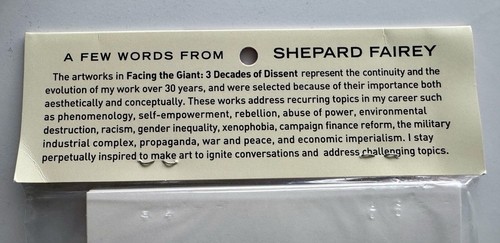 A FEW WORDS FROM SHEPARD FAIREY
The artworks in Facing the Giant: 3 Decades of Dissent represent the continuity and the
evolution of my work over 30 years, and were selected because of their importance both
aesthetically and conceptually. These works address recurring topics in my career such
as phenomenology, self-empowerment, rebellion, abuse of power, environmental
destruction, racism, gender inequality, xenophobia, campaign finance reform, the military
industrial complex, propaganda, war and peace, and economic imperialism. I stay
perpetually inspired to make art to ignite conversations and address challenging topics.